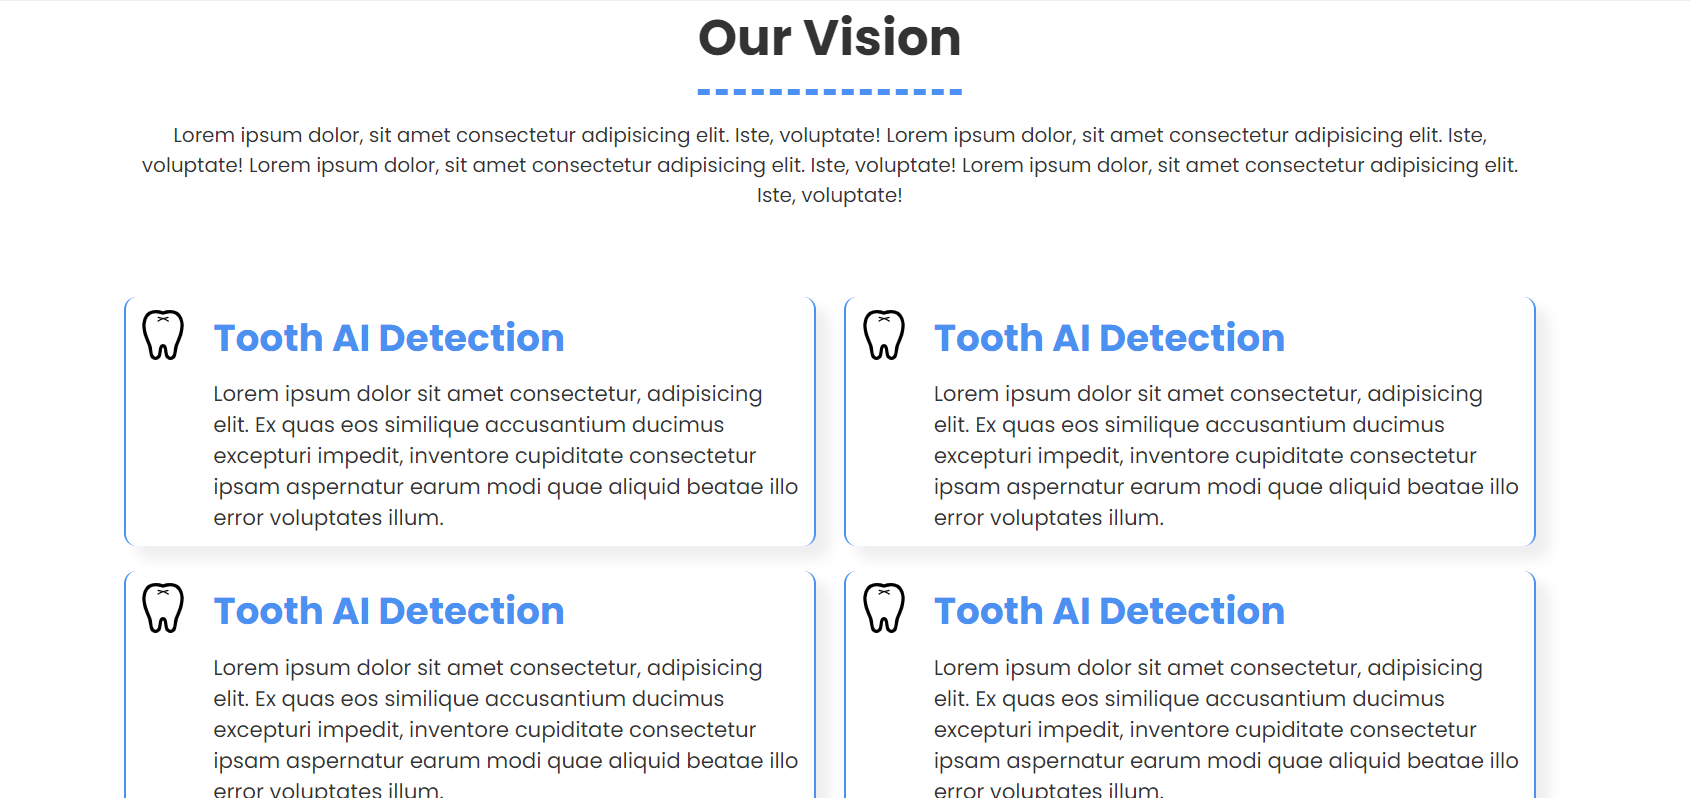 Our Vision
Lorem ipsum dolor, sit amet consectetur adipisicing elit. Iste, voluptate! Lorem ipsum dolor, sit amet consectetur adipisicing elit. Iste,
voluptate! Lorem ipsum dolor, sit amet consectetur adipisicing elit. Iste, voluptate! Lorem ipsum dolor, sit amet consectetur adipisicing elit.
Iste, voluptate!
Tooth AI Detection
Lorem ipsum dolor sit amet consectetur, adipisicing
elit. Ex quas eos similique accusantium ducimus
excepturi impedit, inventore cupiditate consectetur
ipsam aspernatur earum modi quae aliquid beatae illo
error voluptates illum.
Tooth AI Detection
Lorem ipsum dolor sit amet consectetur, adipisicing
elit. Ex quas eos similique accusantium ducimus
excepturi impedit, inventore cupiditate consectetur
ipsam aspernatur earum modi quae aliquid beatae illo
error voluptates illum.
Tooth AI Detection
Lorem ipsum dolor sit amet consectetur, adipisicing
elit. Ex quas eos similique accusantium ducimus
excepturi impedit, inventore cupiditate consectetur
ipsam aspernatur earum modi quae aliquid beatae illo
error voluptates illum.
Tooth AI Detection
Lorem ipsum dolor sit amet consectetur, adipisicing
elit. Ex quas eos similique accusantium ducimus
excepturi impedit, inventore cupiditate consectetur
ipsam aspernatur earum modi quae aliquid beatae illo
error voluptates illum.